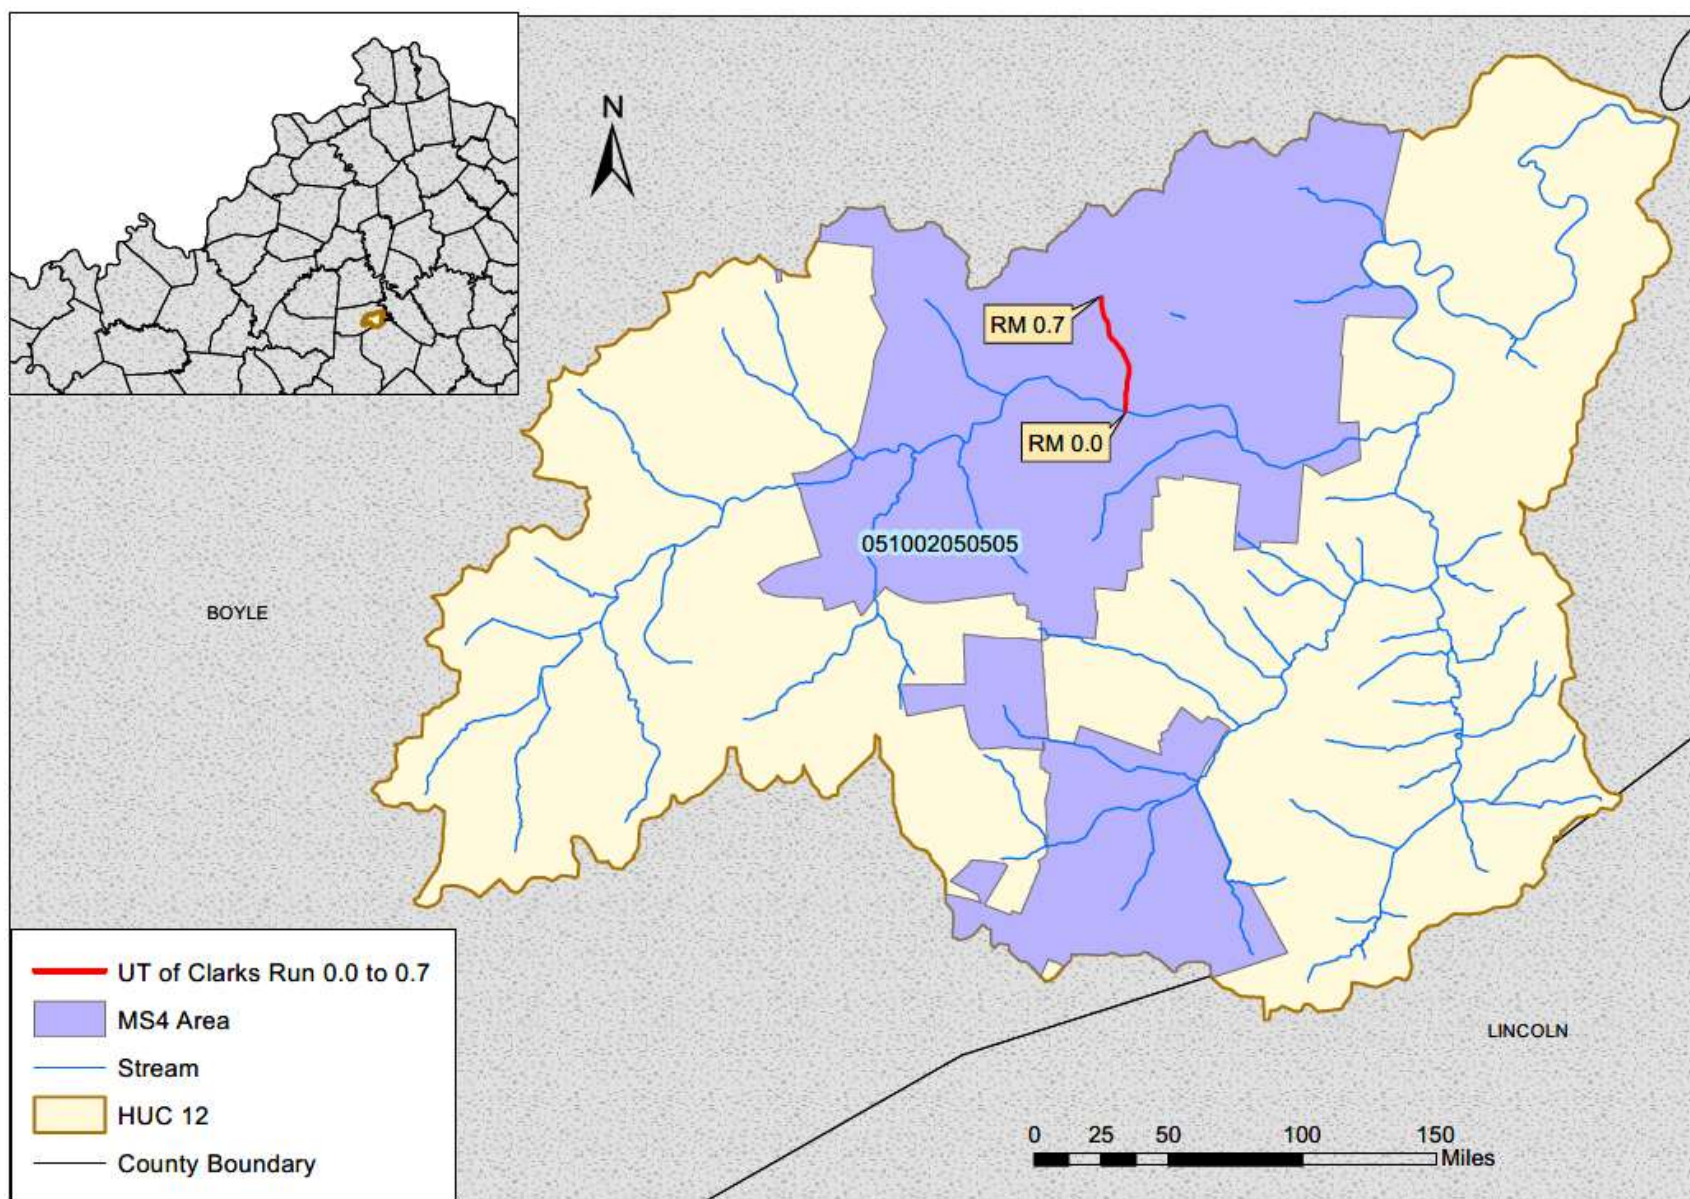 N
RM 0.7
RM 0.0
051002050505
BOYLE
LINCOLN
UT of Clarks Run 0.0 to 0.7
MS4 Area
Stream
HUC 12
County Boundary
0 25 50 100 150
Miles